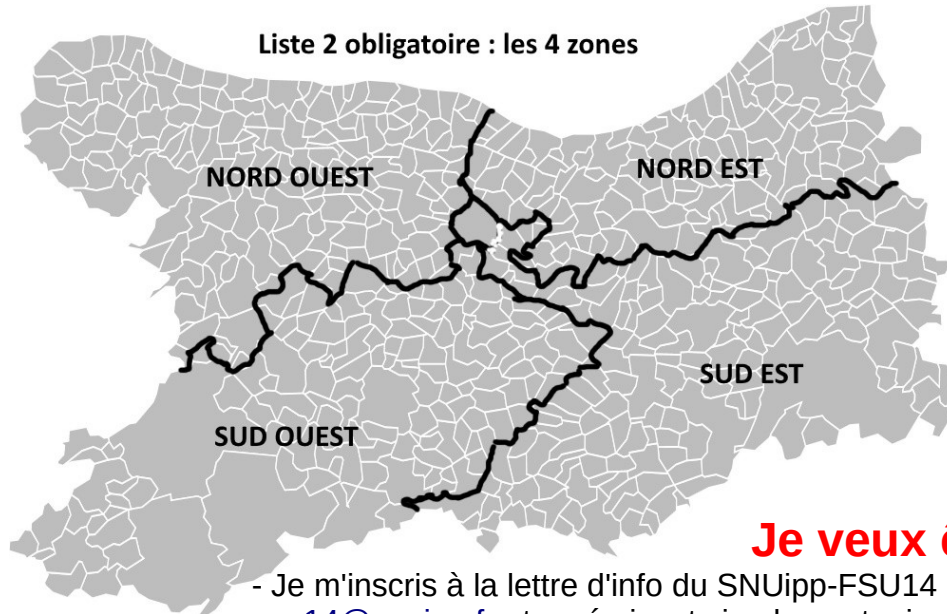 Liste 2 obligatoire : les 4 zones
NORD EST
NORD OUEST
SUD EST
SUD OUEST
Je veux ê
- Je m'inscris à la lettre d'info du SNUipp-FSU14